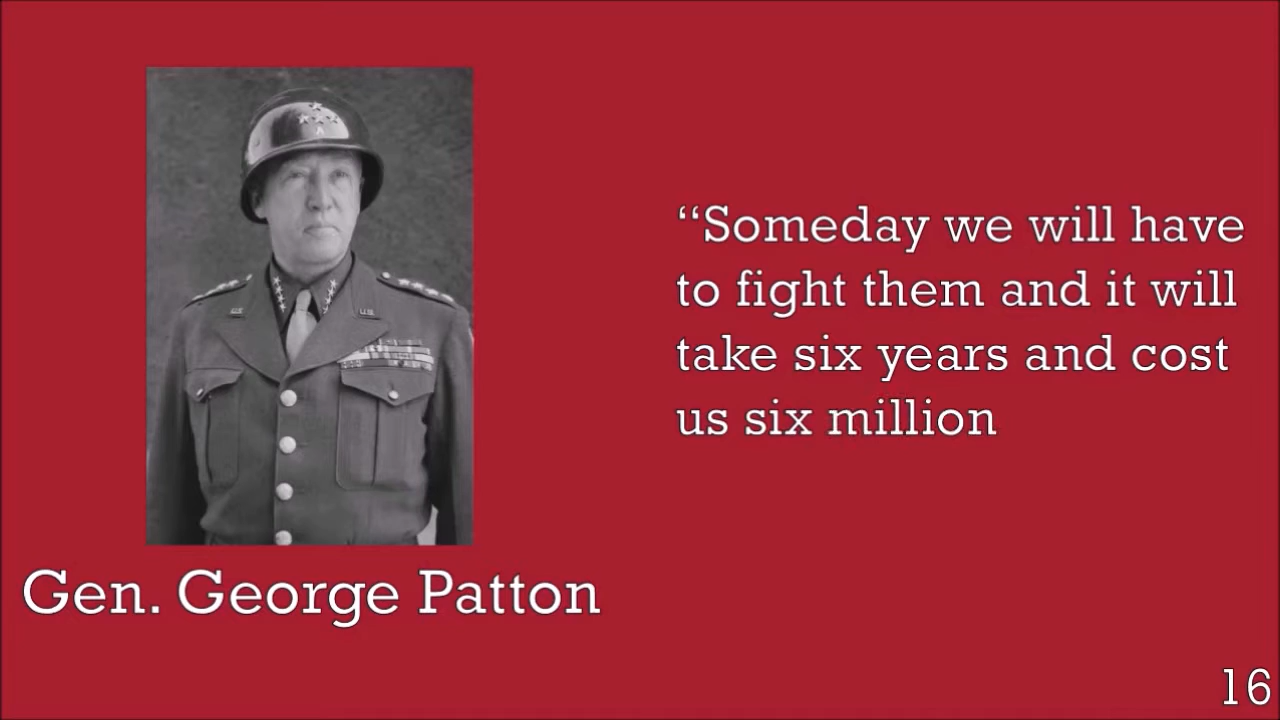 “Someday we will have
to fight them and it will
take six years and cost
us six million
Gen. George Patton
16